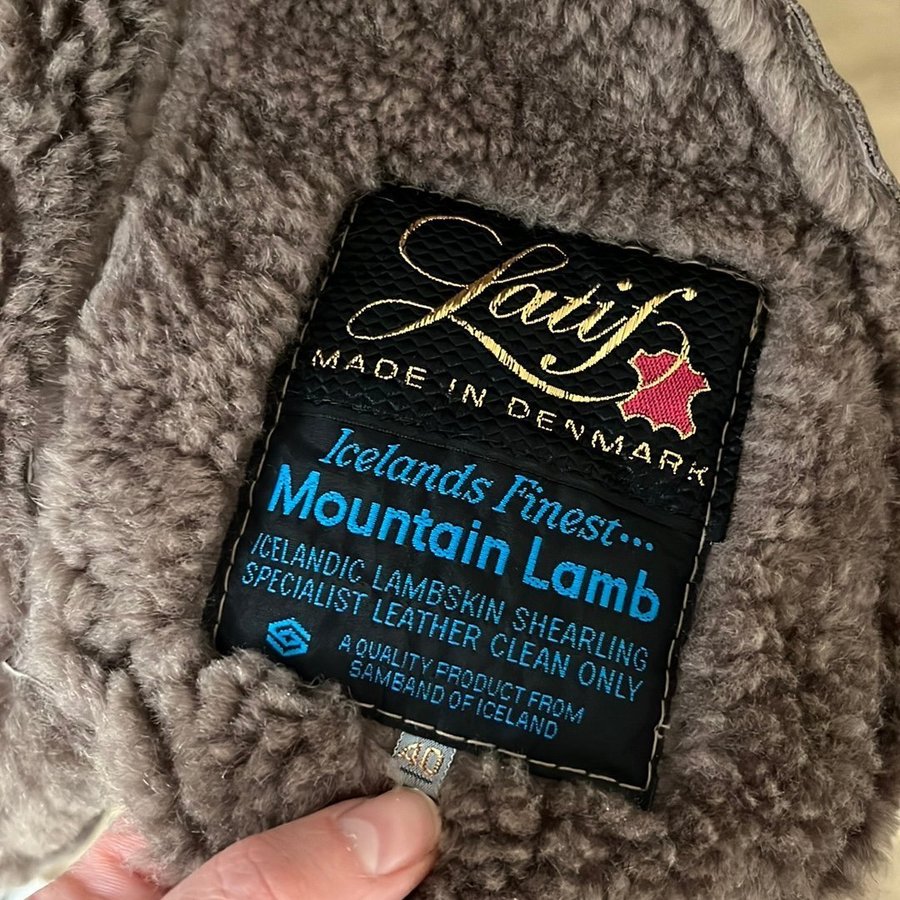 Latif
MADE IN DENMARK
Icelands Finest...
Mountain Lamb
ICELANDIC LAMBSKIN SHEARLING
SPECIALIST LEATHER CLEAN ONLY
A QUALITY PRODUCT FROM
SAMBAND OF ICELAND
40